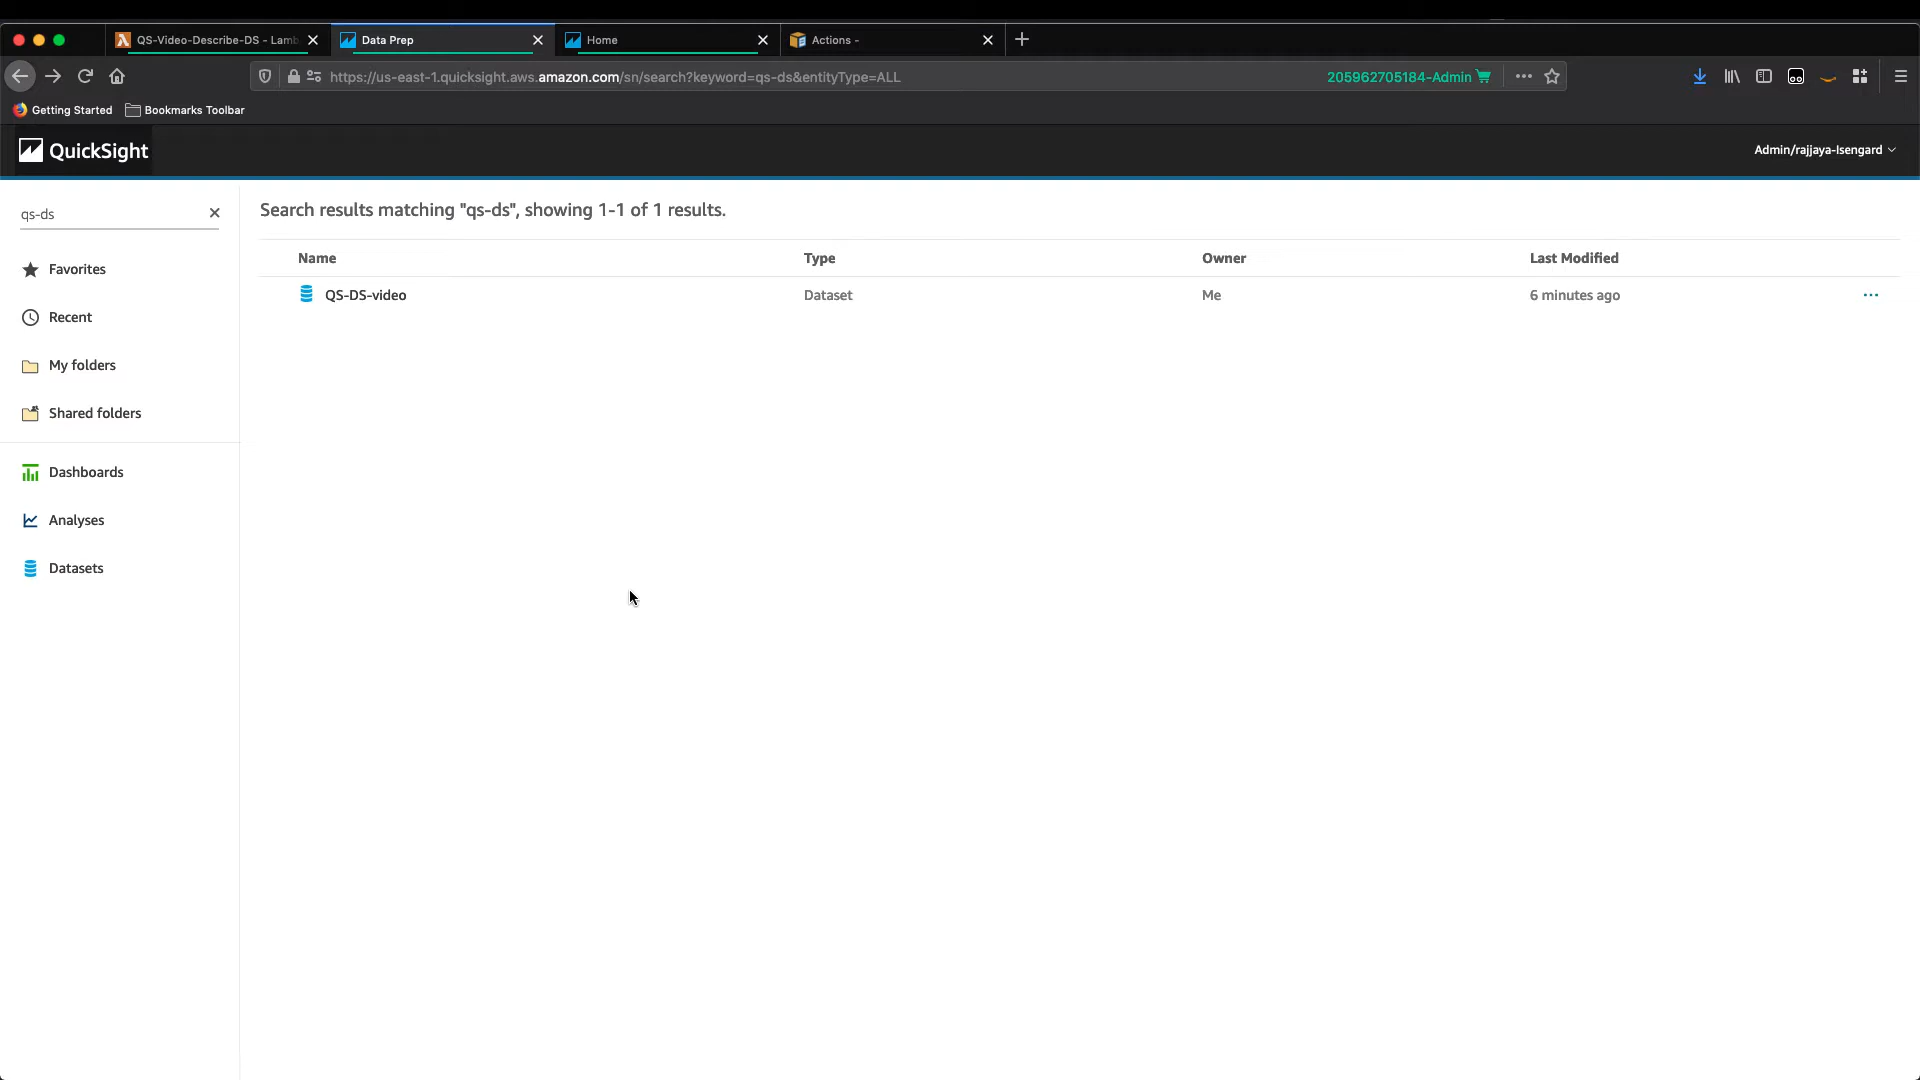 QS-Video-Describe-DS - Lamb
Data Prep
Home
Actions -
https://us-east-1.quicksight.aws.amazon.com/sn/search?keyword=qs-ds&entityType=ALL
205962705184-Admin
Getting Started
Bookmarks Toolbar
QuickSight
Admin/rajjaya-Isengard
qs-ds
Search results matching "qs-ds", showing 1-1 of 1 results.
Name Type Owner Last Modified
QS-DS-video Dataset Me 6 minutes ago
Favorites
Recent
My folders
Shared folders
Dashboards
Analyses
Datasets